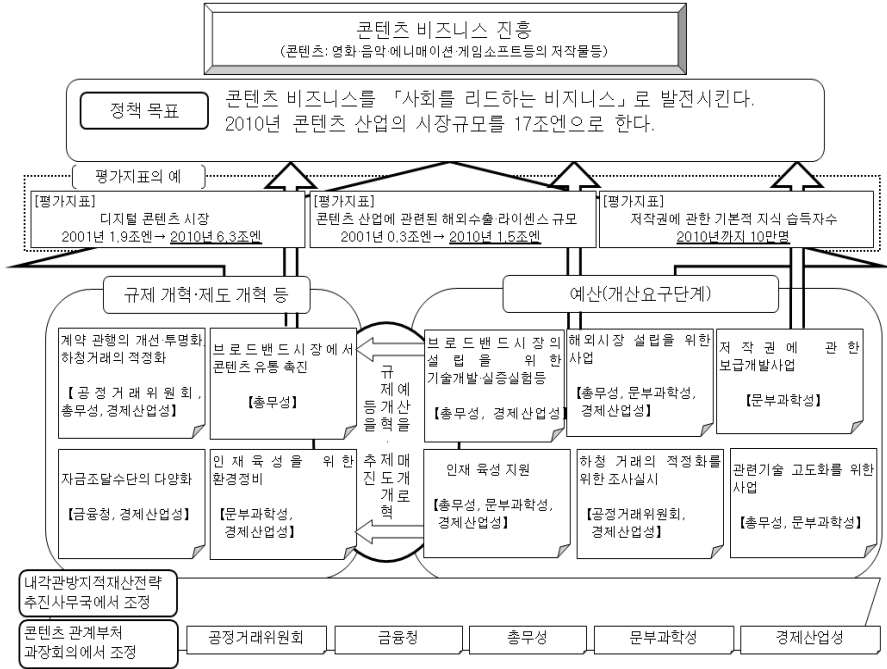 콘텐츠 비즈니스 진흥
(콘텐츠: 영화·음악·에니매이션·게임소프트등의 저작물등)
정책 목표
콘텐츠 비즈니스를 「사회를 리드하는 비지니스」로 발전시킨다.
2010년 콘텐츠 산업의 시장규모를 17조엔으로 한다.
평가지표의 예
[평가지표]
디지털 콘텐츠 시장
2001년 1.9조엔→ 2010년 6.3조엔
[평가지표]
콘텐츠 산업에 관련된 해외수출·라이센스 규모
2001년 0.3조엔→ 2010년 1.5조엔
[평가지표]
저작권에 관한 기본적 지식 습득자수
2010년까지 10만명
규제 개혁·제도 개혁 등
예산(개산요구단계)
계약 관행의 개선·투명화,
하청거래의 적정화
【공정거래위원회,
총무성, 경제산업성】
브로드밴드시장에서
콘텐츠 유통 촉진
【총무성】
자금조달수단의 다양화
【금융청, 경제산업성】
인재육성을 위한
환경정비
【문부과학성,
경제산업성】
예산을 매개로
규제개혁·제도개혁
등을 추진
브로드밴드시장의
설립을 위한
기술개발·실증실험등
【총무성, 경제산업성】
해외시장 설립을 위한
사업
【총무성, 문부과학성,
경제산업성】
저작권에 관한
보급개발사업
【문부과학성】
인재 육성 지원
【총무성, 문부과학성,
경제산업성】
하청 거래의 적정화를
위한 조사실시
【공정거래위원회,
경제산업성】
관련기술 고도화를 위한
사업
【총무성, 문부과학성】
내각관방지적재산전략
추진사무국에서 조정
콘텐츠 관계부처
과장회의에서 조정
공정거래위원회
금융청
총무성
문부과학성
경제산업성